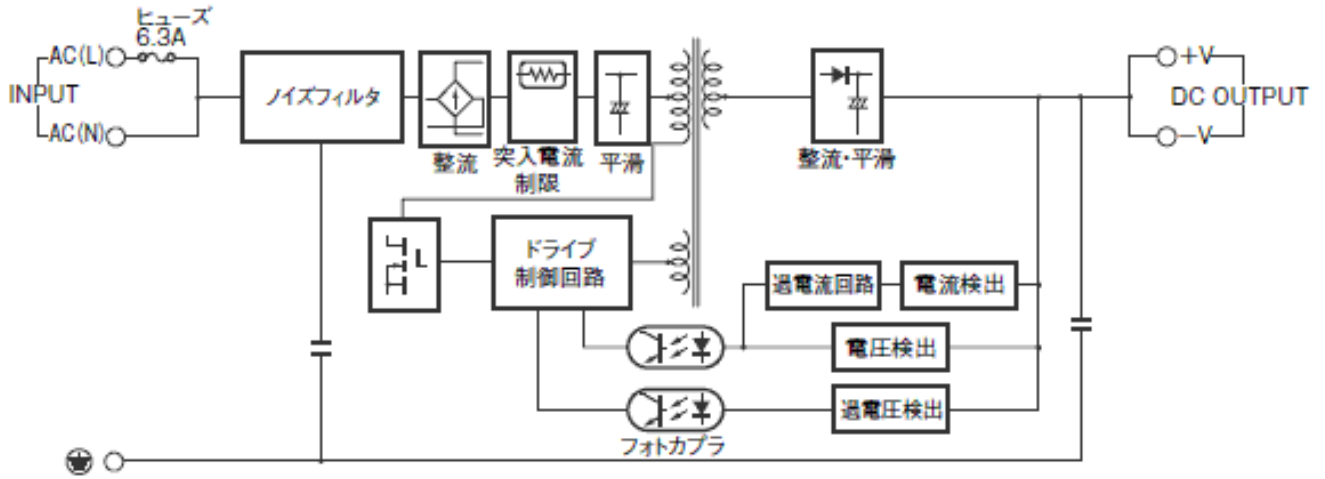 ヒューズ
6.3A
AC(L)
INPUT
AC(N)
ノイズフィルタ
整流
突入電流
制限
平滑
整流・平滑
+V
DC OUTPUT
-V
ドライブ
制御回路
過電流回路
電流検出
電圧検出
過電圧検出
フォトカプラ